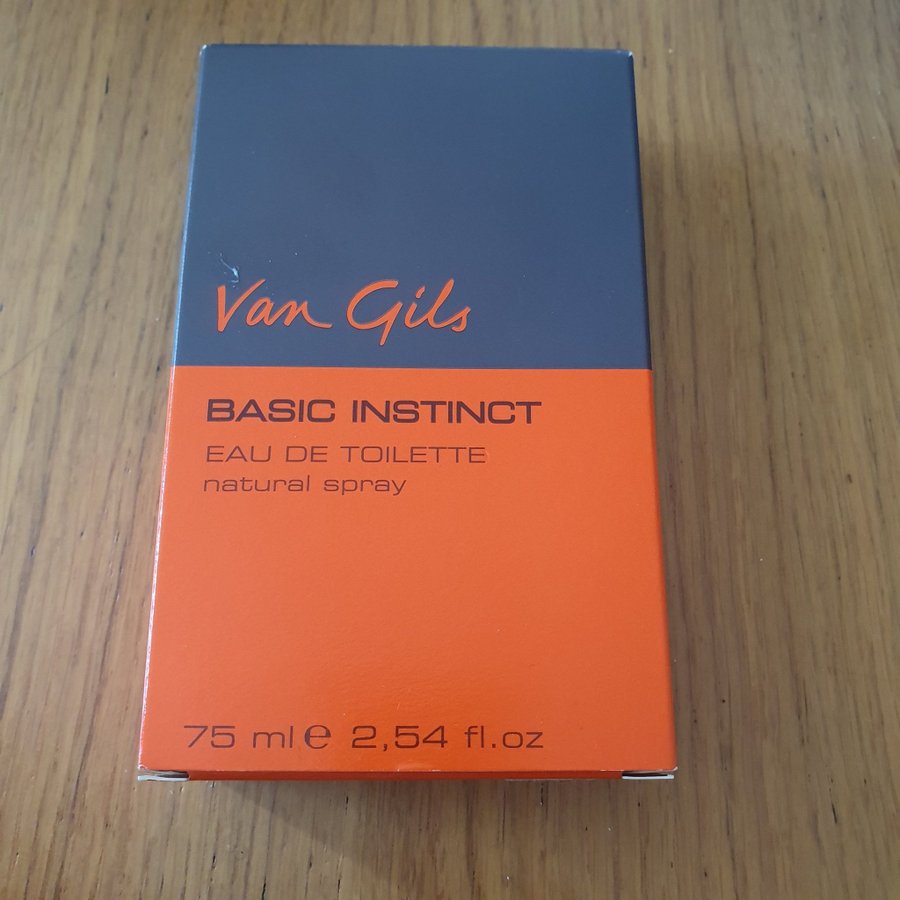 Van Gils
BASIC INSTINCT
EAU DE TOILETTE
natural spray
75 ml ℮ 2,54 fl.oz